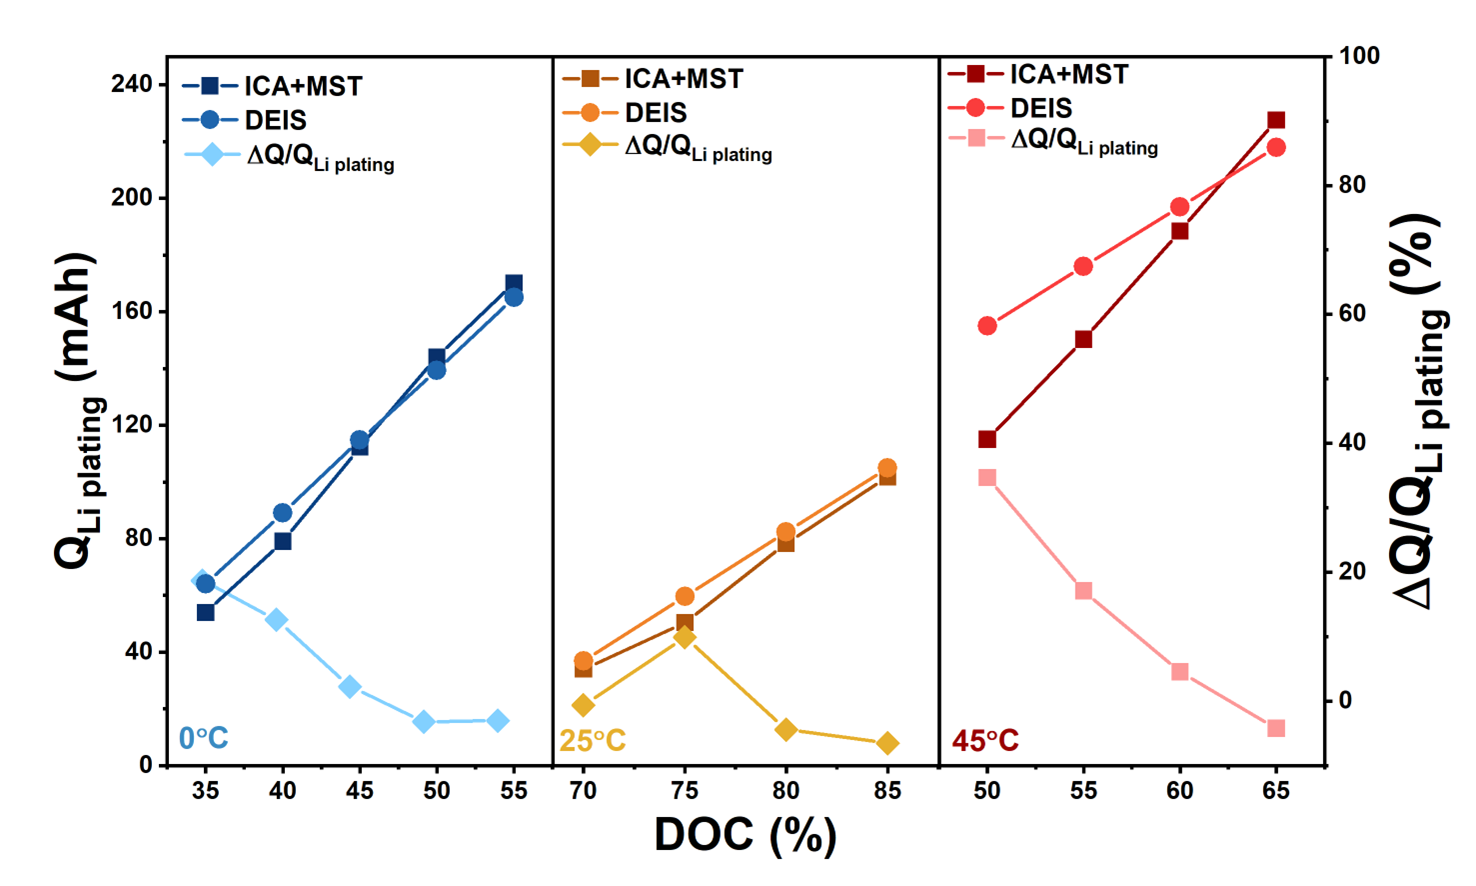 ICA+MST
DEIS
ΔQ/QLi plating
0°C
ICA+MST
DEIS
ΔQ/QLi plating
25°C
ICA+MST
DEIS
ΔQ/QLi plating
45°C
QLi plating (mAh)
240
200
160
120
80
40
0
35 40 45 50 55
70 75 80 85
50 55 60 65
DOC (%)
100
80
60
40
20
0
ΔQ/QLi plating (%)